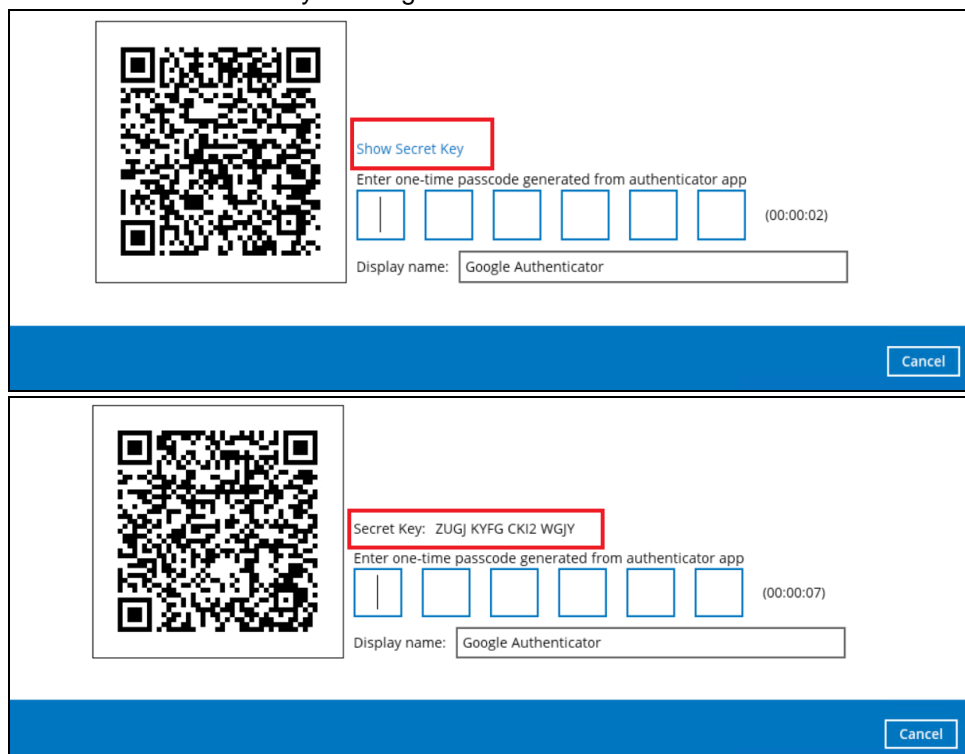 Show Secret Key
Enter one-time passcode generated from authenticator app
(00:00:02)
Display name: Google Authenticator
Cancel
Secret Key: ZUGJ KYFG CKI2 WGJY
Enter one-time passcode generated from authenticator app
(00:00:07)
Display name: Google Authenticator
Cancel